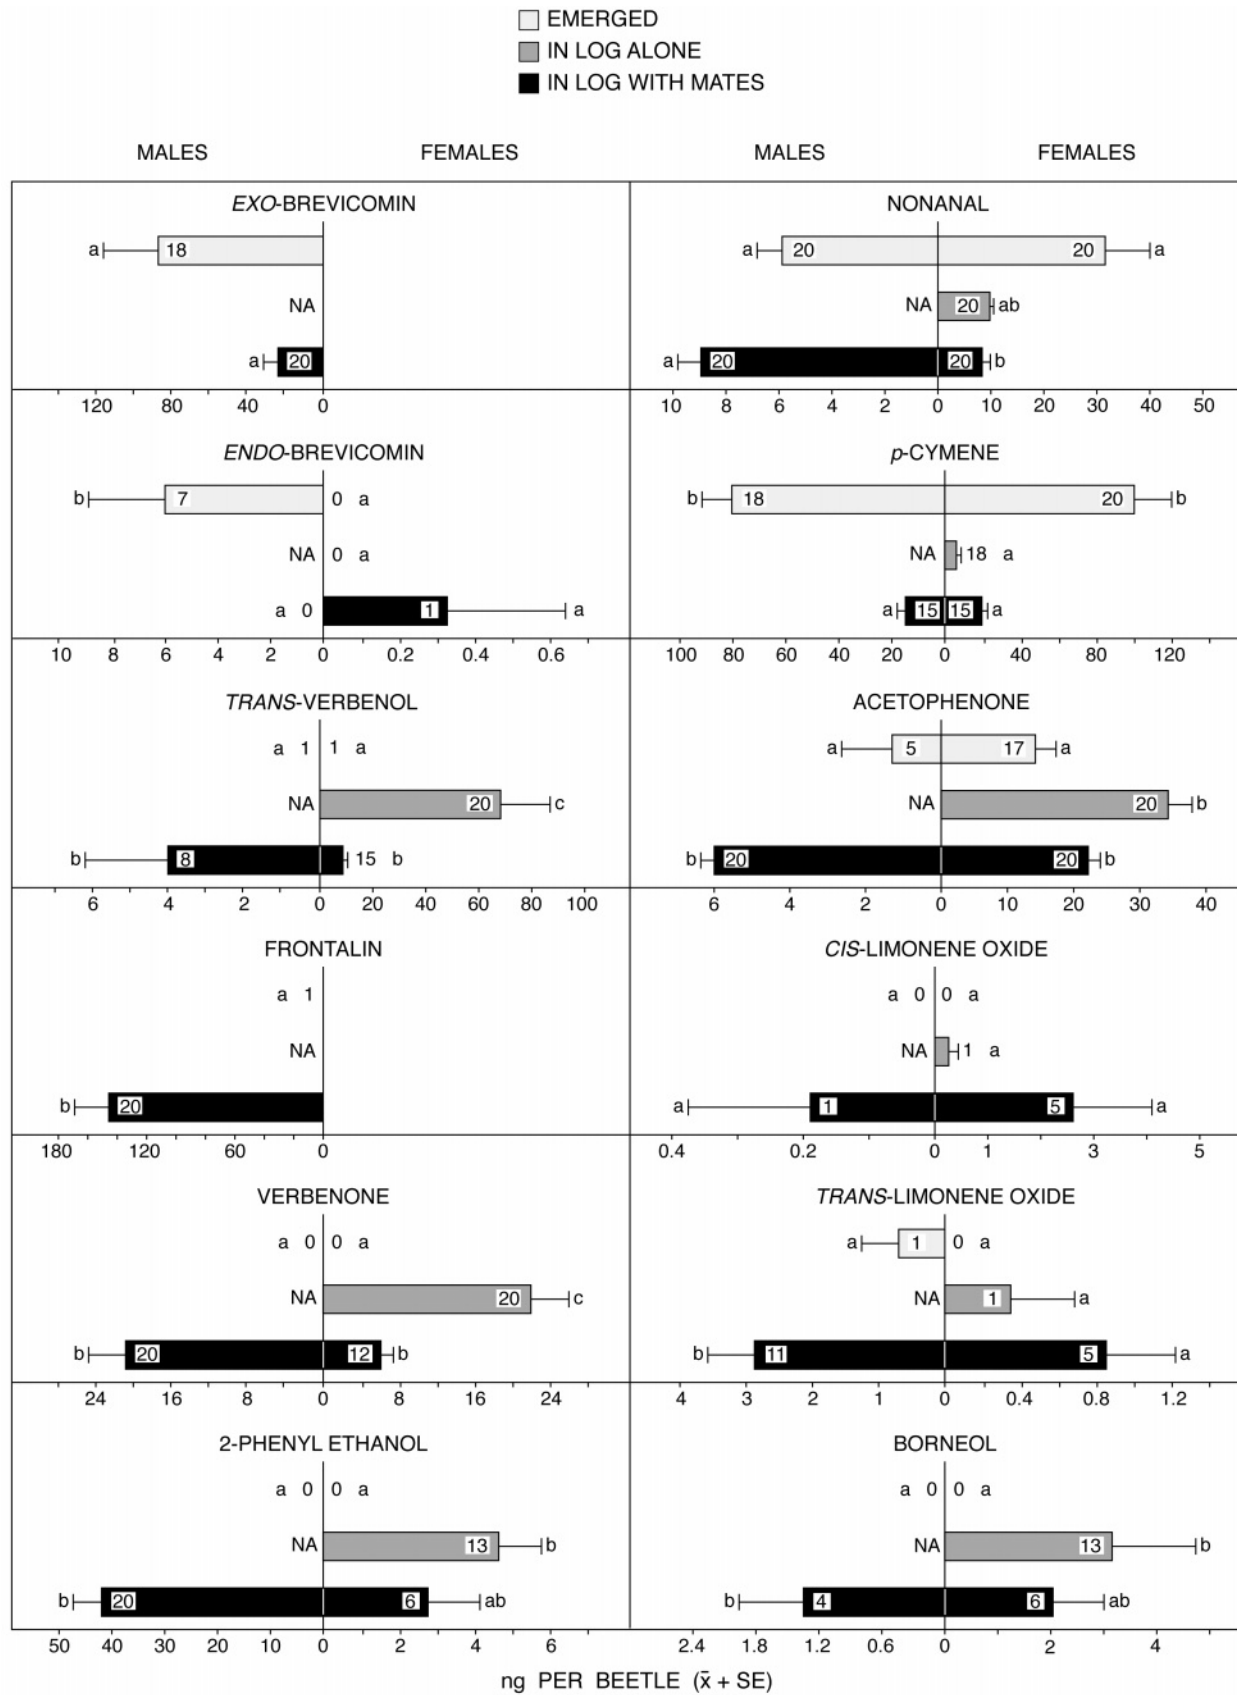 EMERGED
IN LOG ALONE
IN LOG WITH MATES
MALES FEMALES MALES FEMALES
EXO-BREVICOMIN
a 18
NA
a 20
120 80 40 0
NONANAL
a 20 20 a
NA 20 ab
a 20 20 b
10 8 6 4 2 0 10 20 30 40 50
ENDO-BREVICOMIN
b 7 0 a
NA 0 a
a 0 1 a
10 8 6 4 2 0 0.2 0.4 0.6
p-CYMENE
b 18 20 b
NA 18 a
a 15 15 a
100 80 60 40 20 0 40 80 120
TRANS-VERBENOL
a 1 1 a
NA 20 c
b 8 15 b
6 4 2 0 20 40 60 80 100
ACETOPHENONE
a 5 17 a
NA 20 b
b 20 20 b
6 4 2 0 10 20 30 40
FRONTALIN
a 1
NA
b 20
180 120 60 0
CIS-LIMONENE OXIDE
a 0 0 a
NA 1 a
a 1 5 a
0.4 0.2 0 1 3 5
VERBENONE
a 0 0 a
NA 20 c
b 20 12 b
24 16 8 0 8 16 24
TRANS-LIMONENE OXIDE
a 1 0 a
NA 1 a
b 11 5 a
4 3 2 1 0 0.4 0.8 1.2
2-PHENYL ETHANOL
a 0 0 a
NA 13 b
b 20 6 ab
50 40 30 20 10 0 2 4 6
BORNEOL
a 0 0 a
NA 13 b
b 4 6 ab
2.4 1.8 1.2 0.6 0 2 4
ng PER BEETLE (x̄ + SE)